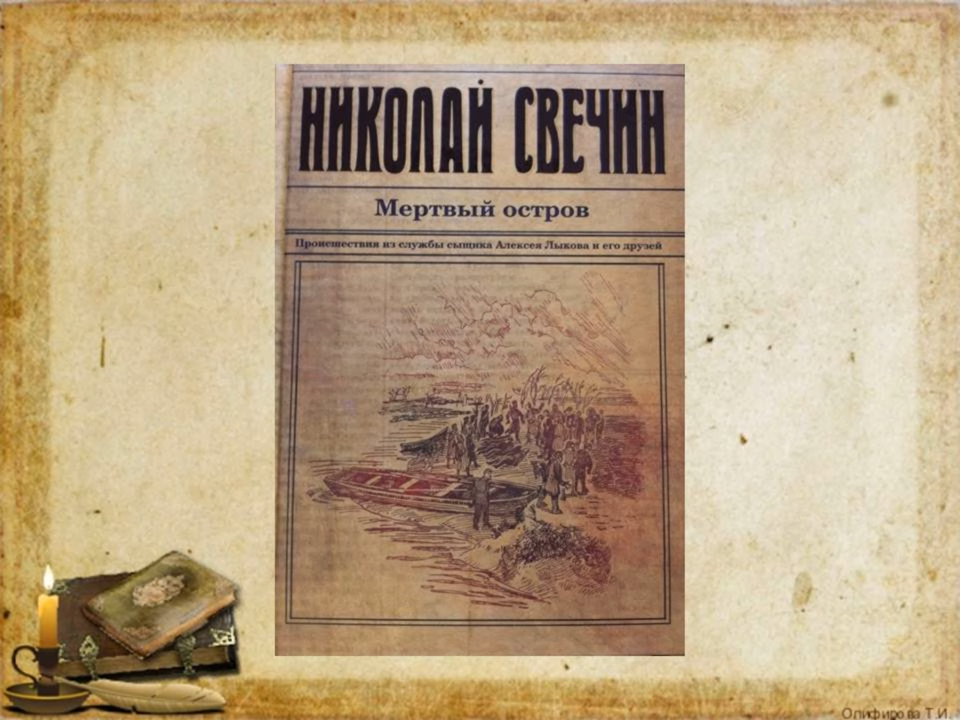 НИКОЛАЙ СВЕЧИН
Мертвый остров
Происшествия из службы сыщика Алексея Лыкова и его друзей
Олифирова Т.И.